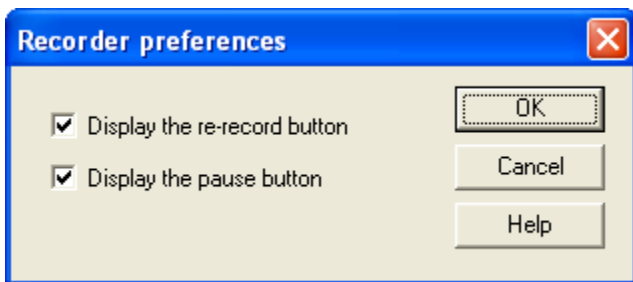 Recorder preferences
Display the re-record button
Display the pause button
OK
Cancel
Help